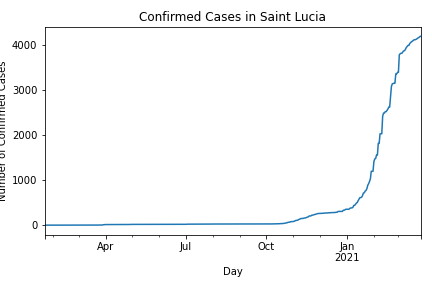 Confirmed Cases in Saint Lucia
Number of Confirmed Cases
4000
3000
2000
1000
0
Apr
Jul
Oct
Jan
2021
Day